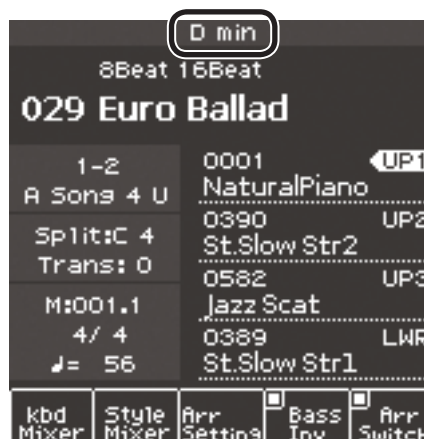 D min
8Beat 16Beat
029 Euro Ballad
1-2
A Song 4 U
Split:C 4
Trans: 0
M:001.1
4/ 4
♩= 56
0001 UP1
NaturalPiano
0390 UP2
St.Slow Str2
0582 UP3
Jazz Scat
0389 LWR
St.Slow Str1
kbd Mixer
Style Mixer
Arr Setting
Bass Inv
Arr Switch